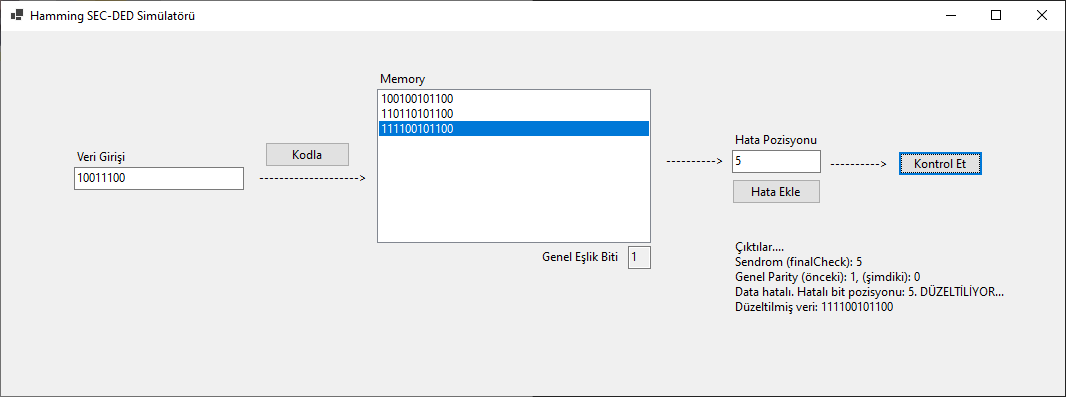 Hamming SEC-DED Simülatörü
Memory
100100101100
110110101100
111100101100
Veri Girişi
10011100
Kodla
-------------------->
Genel Eşlik Biti 1
---------->
Hata Pozisyonu
5
Hata Ekle
---------->
Kontrol Et
Çıktılar....
Sendrom (finalCheck): 5
Genel Parity (önceki): 1, (şimdiki): 0
Data hatalı. Hatalı bit pozisyonu: 5. DÜZELTİLİYOR...
Düzeltilmiş veri: 111100101100